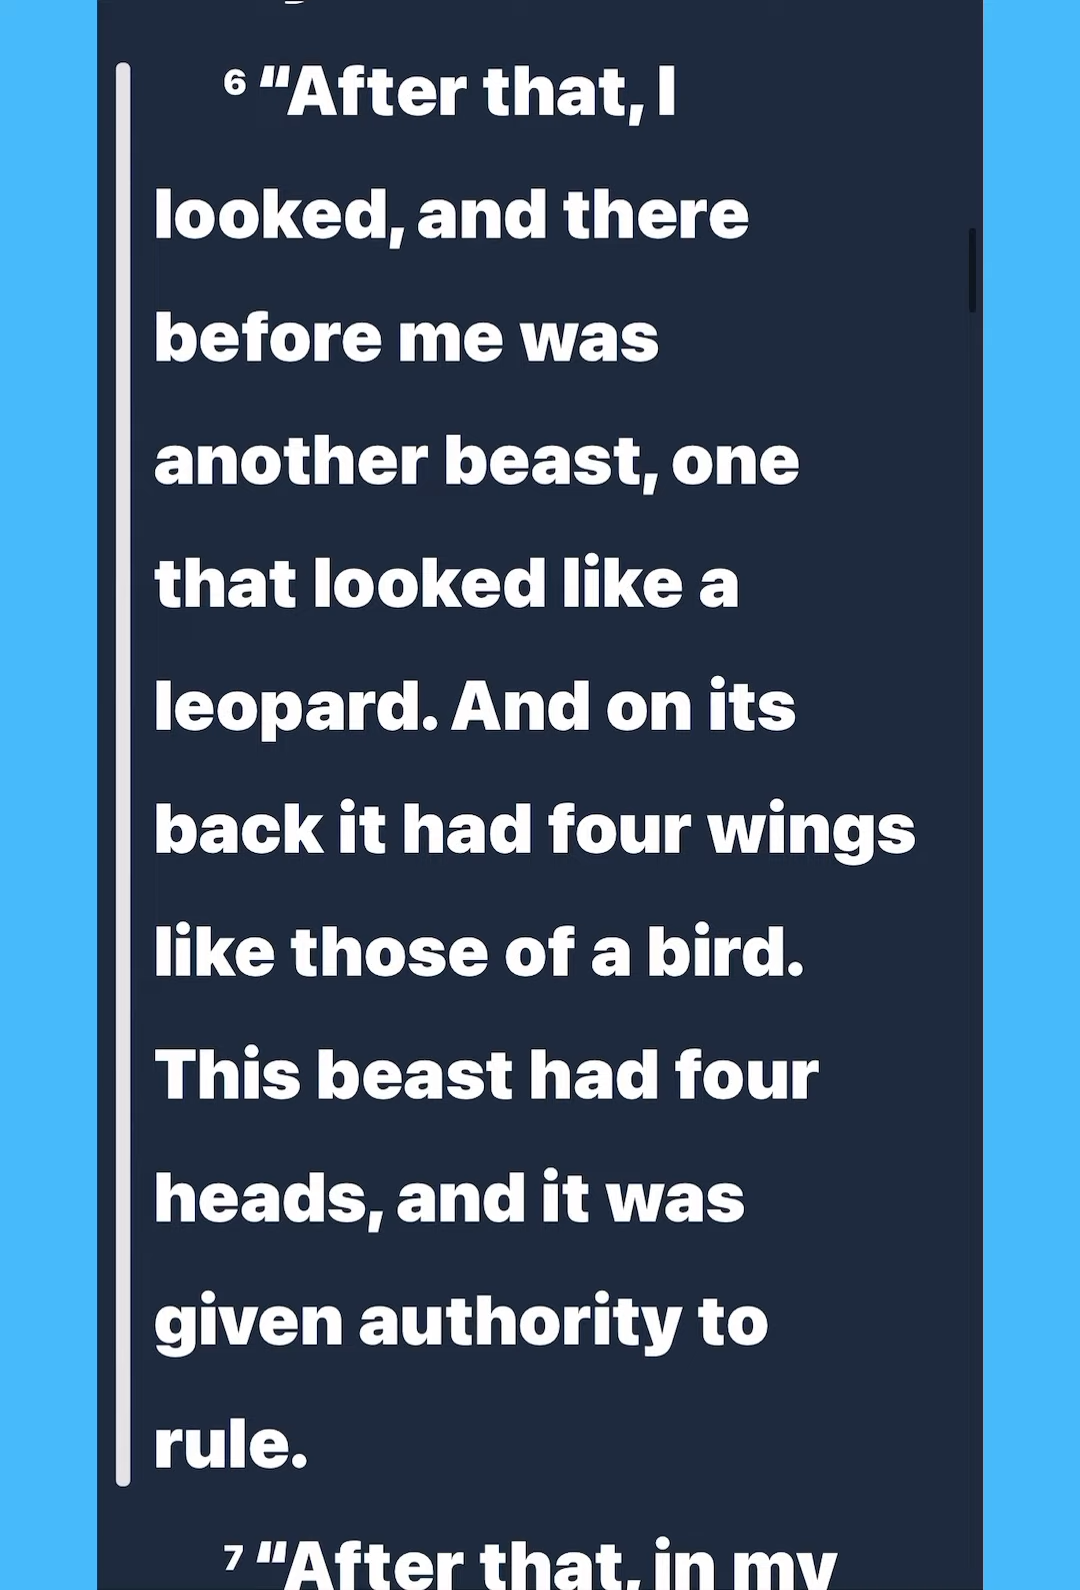 6 “After that, I
looked, and there
before me was
another beast, one
that looked like a
leopard. And on its
back it had four wings
like those of a bird.
This beast had four
heads, and it was
given authority to
rule.
7 “After that, in my